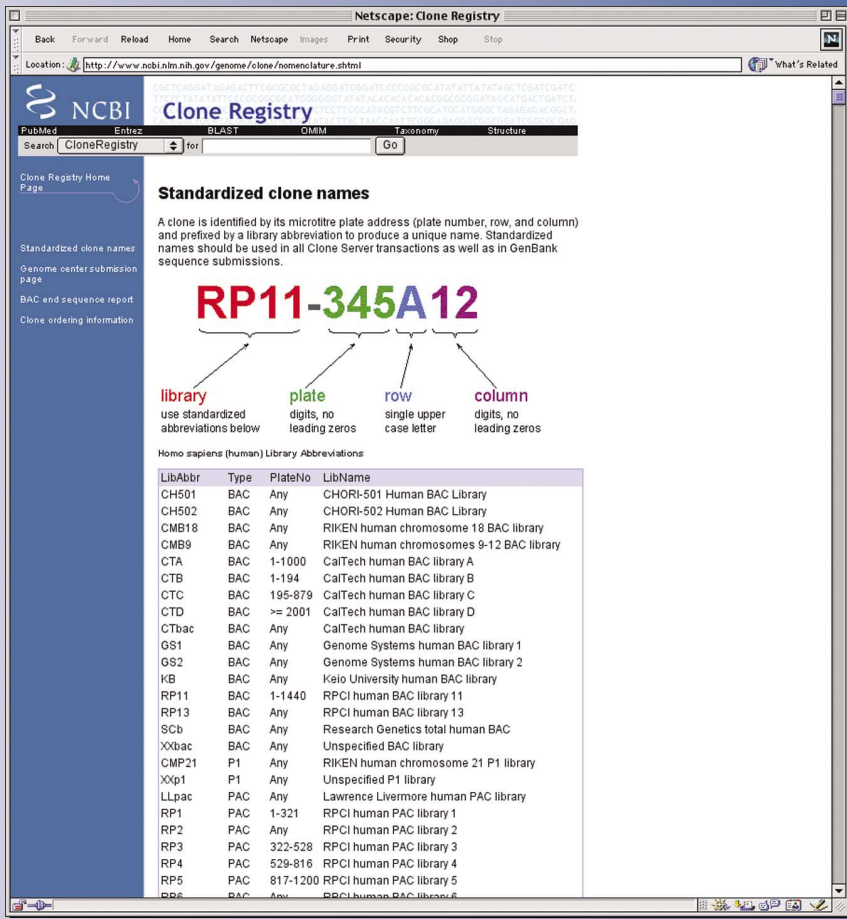 Netscape: Clone Registry
Back Forward Reload Home Search Netscape Images Print Security Shop Stop
N
Location: http://www.ncbi.nlm.nih.gov/genome/clone/nomenclature.shtml What's Related
NCBI
Clone Registry
PubMed Entrez BLAST OMIM Taxonomy Structure
Search CloneRegistry for Go
Clone Registry Home
Page
Standardized clone names
Genome center submission
page
BAC end sequence report
Clone ordering information
Standardized clone names
A clone is identified by its microtitre plate address (plate number, row, and column)
and prefixed by a library abbreviation to produce a unique name. Standardized
names should be used in all Clone Server transactions as well as in GenBank
sequence submissions.
RP11-345A12
library plate row column
use standardized digits, no single upper digits, no
abbreviations below leading zeros case letter leading zeros
Homo sapiens (human) Library Abbreviations
LibAbbr Type PlateNo LibName
CH501 BAC Any CHORI-501 Human BAC Library
CH502 BAC Any CHORI-502 Human BAC Library
CMB18 BAC Any RIKEN human chromosome 18 BAC library
CMB9 BAC Any RIKEN human chromosomes 9-12 BAC library
CTA BAC 1-1000 CalTech human BAC library A
CTB BAC 1-194 CalTech human BAC library B
CTC BAC 195-879 CalTech human BAC library C
CTD BAC >= 2001 CalTech human BAC library D
CTbac BAC Any CalTech human BAC library
GS1 BAC Any Genome Systems human BAC library 1
GS2 BAC Any Genome Systems human BAC library 2
KB BAC Any Keio University human BAC library
RP11 BAC 1-1440 RPCI human BAC library 11
RP13 BAC Any RPCI human BAC library 13
SCb BAC Any Research Genetics total human BAC
XXbac BAC Any Unspecified BAC library
CMP21 P1 Any RIKEN human chromosome 21 P1 library
XXp1 P1 Any Unspecified P1 library
LLpac PAC Any Lawrence Livermore human PAC library
RP1 PAC 1-321 RPCI human PAC library 1
RP2 PAC Any RPCI human PAC library 2
RP3 PAC 322-528 RPCI human PAC library 3
RP4 PAC 529-816 RPCI human PAC library 4
RP5 PAC 817-1200 RPCI human PAC library 5
RP6 PAC Any RPCI human PAC library 6